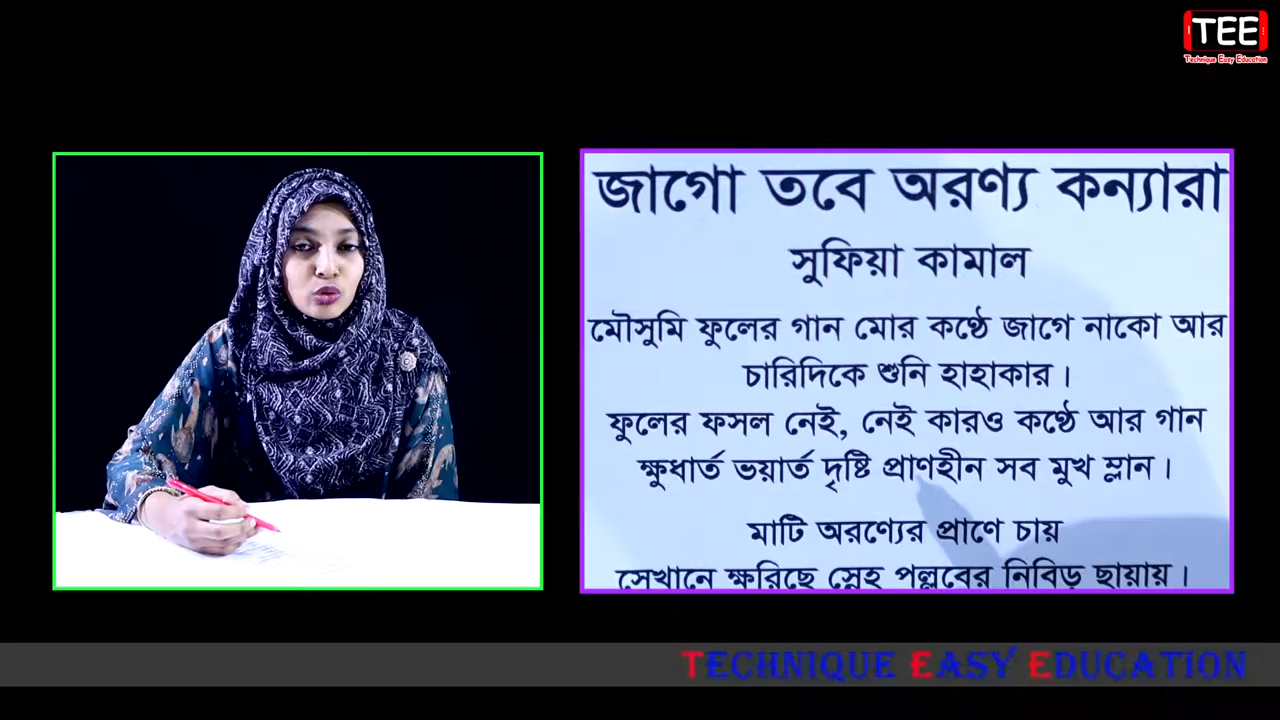 TEE
Technique Easy Education
জাগো তবে অরণ্য কন্যারা
সুফিয়া কামাল
মৌসুমি ফুলের গান মোর কণ্ঠে জাগে নাকো আর
চারিদিকে শুনি হাহাকার।
ফুলের ফসল নেই, নেই কারও কণ্ঠে আর গান
ক্ষুধার্ত ভয়ার্ত দৃষ্টি প্রাণহীন সব মুখ ম্লান।
মাটি অরণ্যের প্রাণে চায়
সেখানে ক্ষরিছে স্নেহ পল্লবের নিবিড় ছায়ায়।
TECHNIQUE EASY EDUCATION